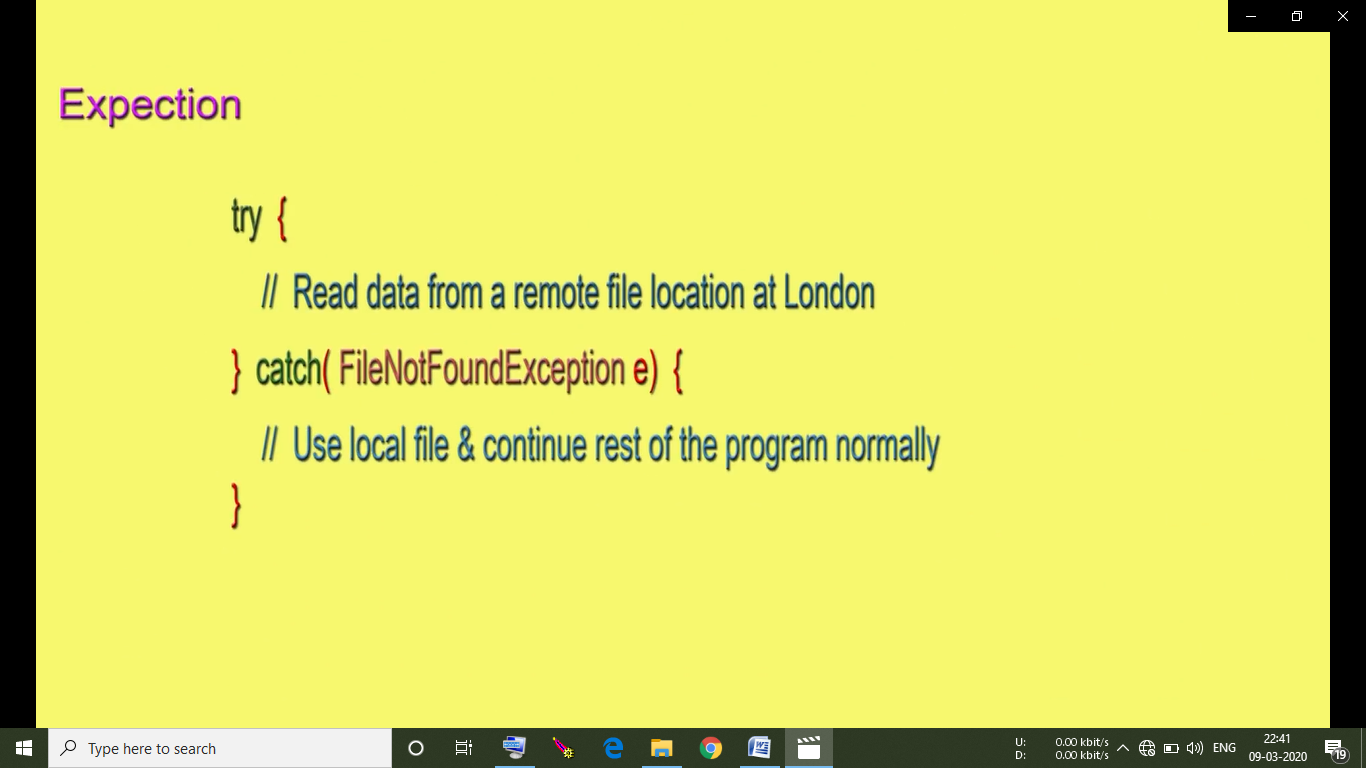 Expection
try {
// Read data from a remote file location at London
} catch( FileNotFoundException e) {
// Use local file & continue rest of the program normally
}
Type here to search
U: 0.00 kbit/s
D: 0.00 kbit/s
ENG
22:41
09-03-2020
19